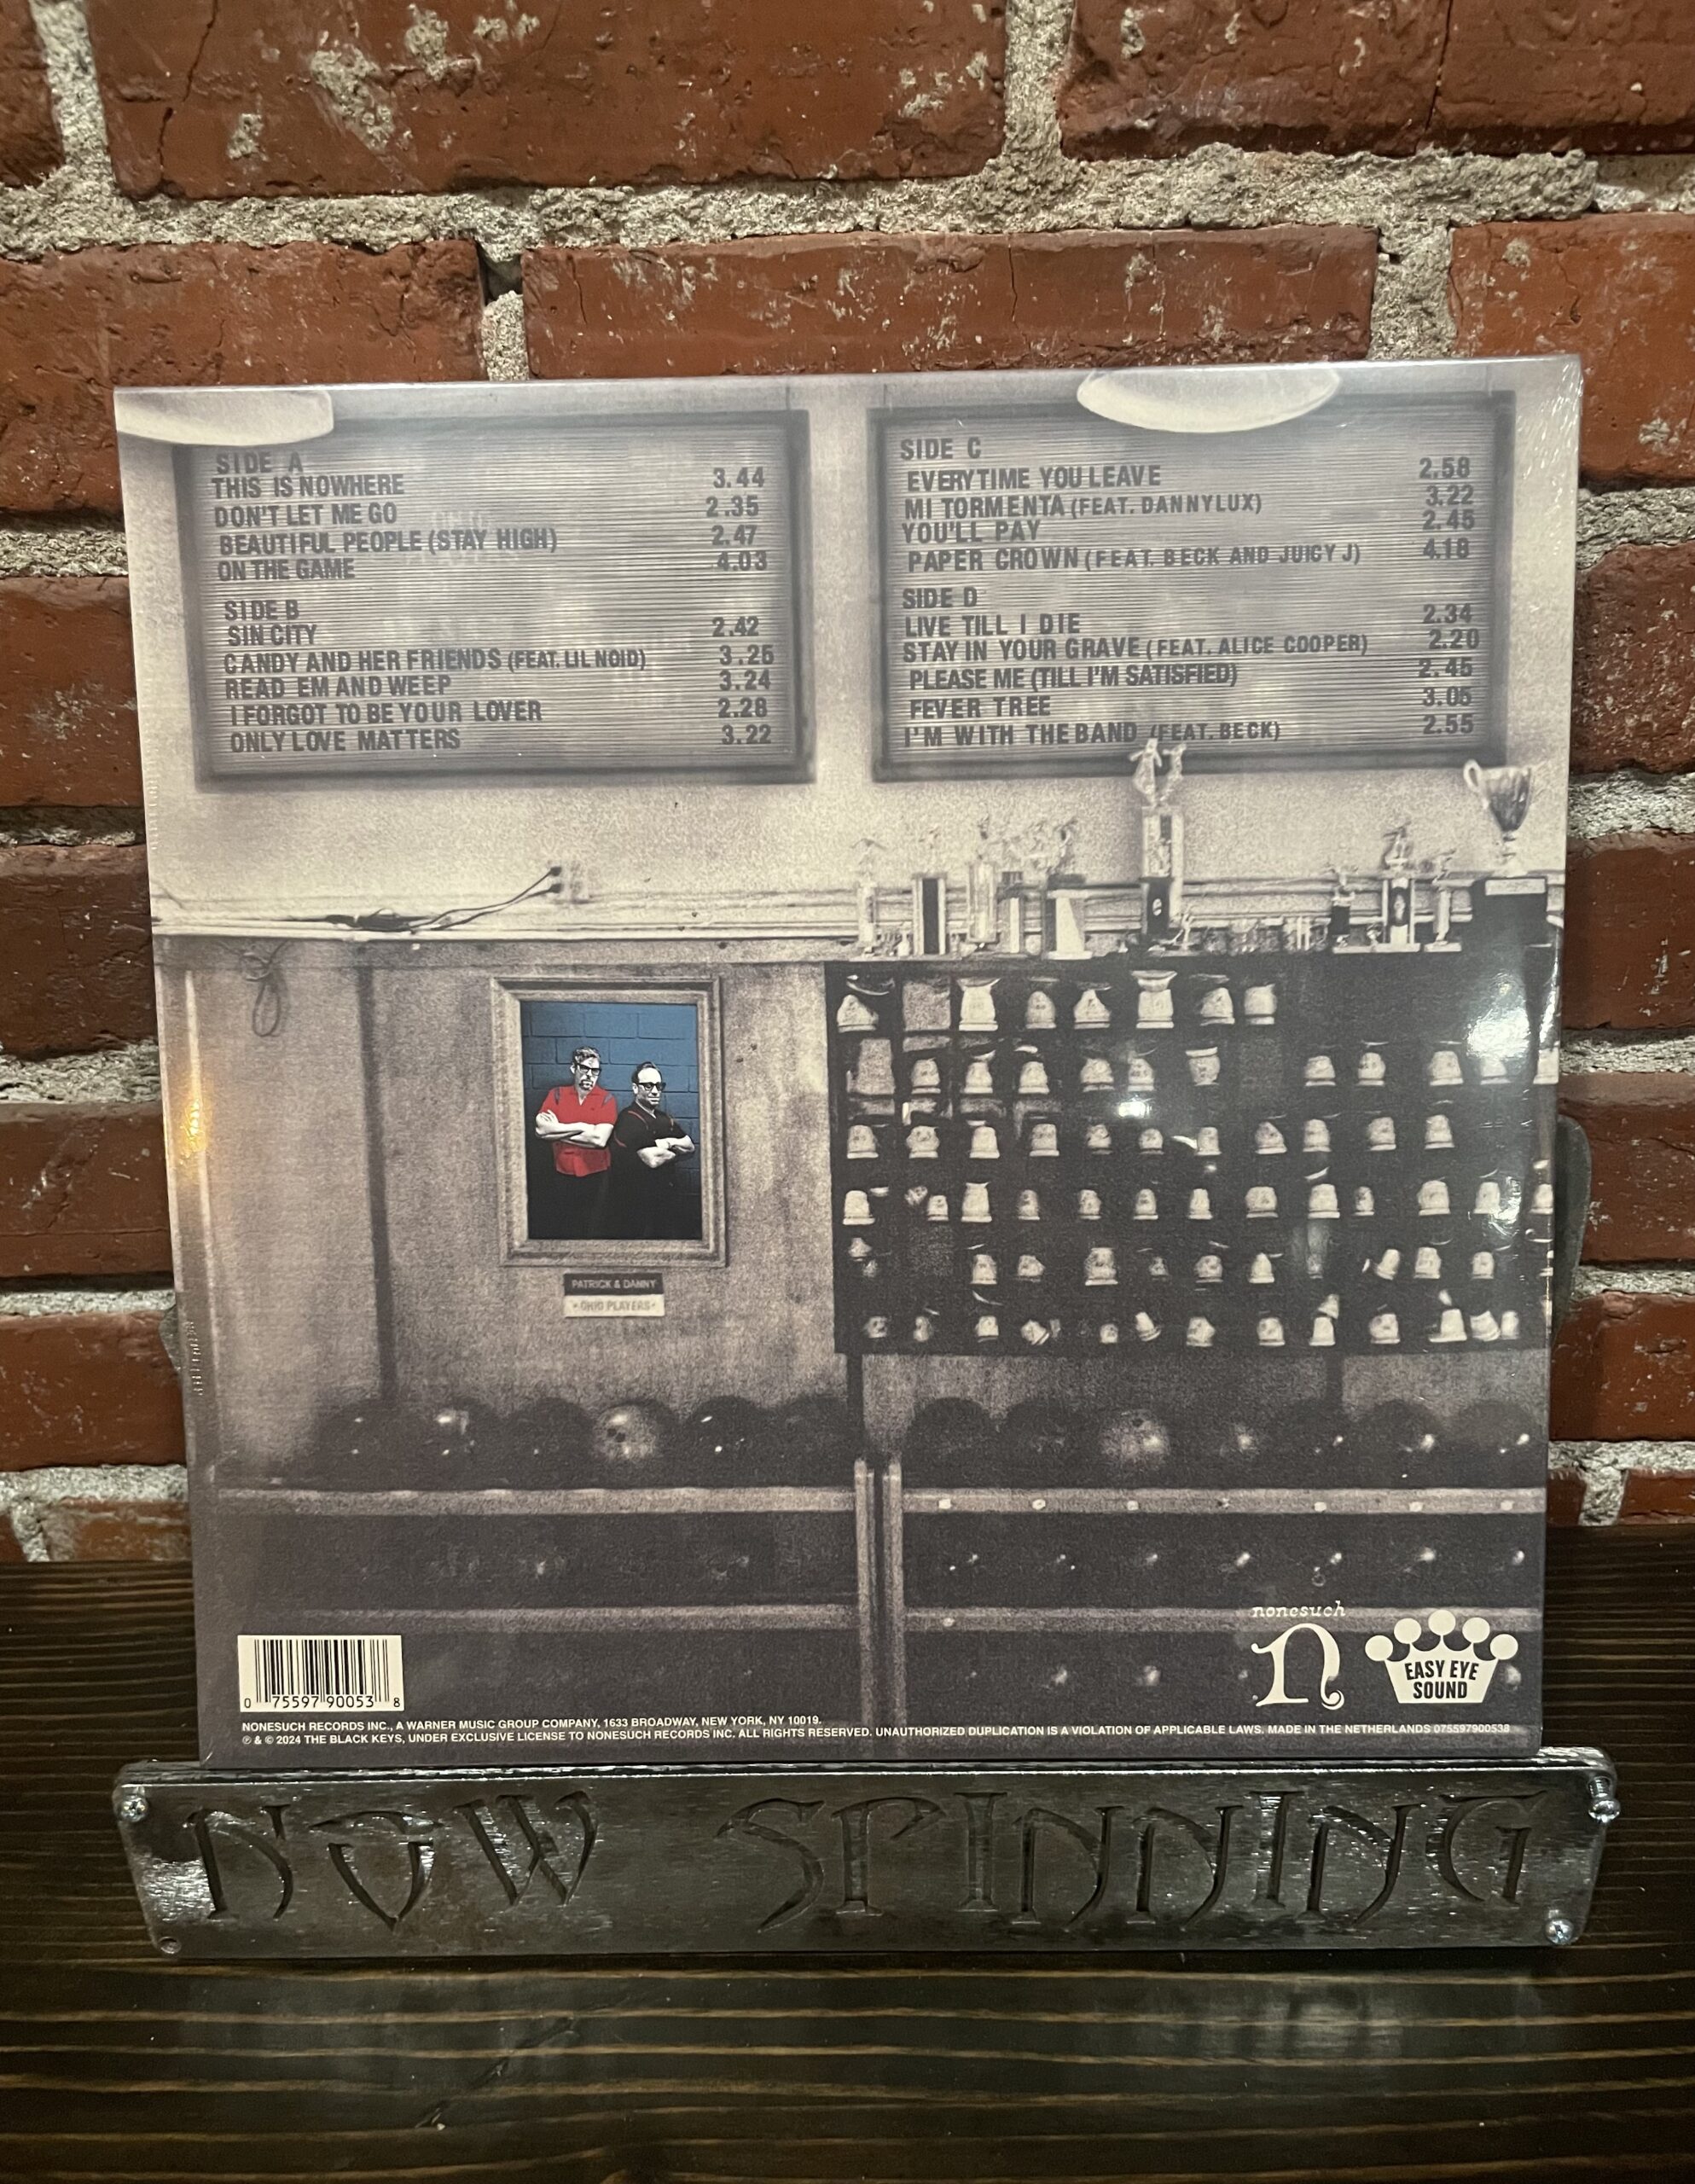 SIDE A
THIS IS NOWHERE 3.44
DON'T LET ME GO 2.35
BEAUTIFUL PEOPLE (STAY HIGH) 2.47
ON THE GAME 4.03
SIDE B
SIN CITY 2.42
CANDY AND HER FRIENDS (FEAT. LIL NOID) 3.25
READ EM AND WEEP 3.24
I FORGOT TO BE YOUR LOVER 2.28
ONLY LOVE MATTERS 3.22
SIDE C
EVERYTIME YOU LEAVE 2.58
MI TORMENTA (FEAT. DANNYLUX) 3.22
YOU'LL PAY 2.45
PAPER CROWN (FEAT. BECK AND JUICY J) 4.18
SIDE D
LIVE TILL I DIE 2.34
STAY IN YOUR GRAVE (FEAT. ALICE COOPER) 2.20
PLEASE ME (TILL I'M SATISFIED) 2.45
FEVER TREE 3.05
I'M WITH THE BAND (FEAT. BECK) 2.55
PATRICK & DANNY
• OHIO PLAYERS •
nonesuch
n
EASY EYE
SOUND
0 75597 90053 8
NONESUCH RECORDS INC., A WARNER MUSIC GROUP COMPANY, 1633 BROADWAY, NEW YORK, NY 10019.
℗ & © 2024 THE BLACK KEYS, UNDER EXCLUSIVE LICENSE TO NONESUCH RECORDS INC. ALL RIGHTS RESERVED. UNAUTHORIZED DUPLICATION IS A VIOLATION OF APPLICABLE LAWS. MADE IN THE NETHERLANDS 075597900538
NOW SPINNING